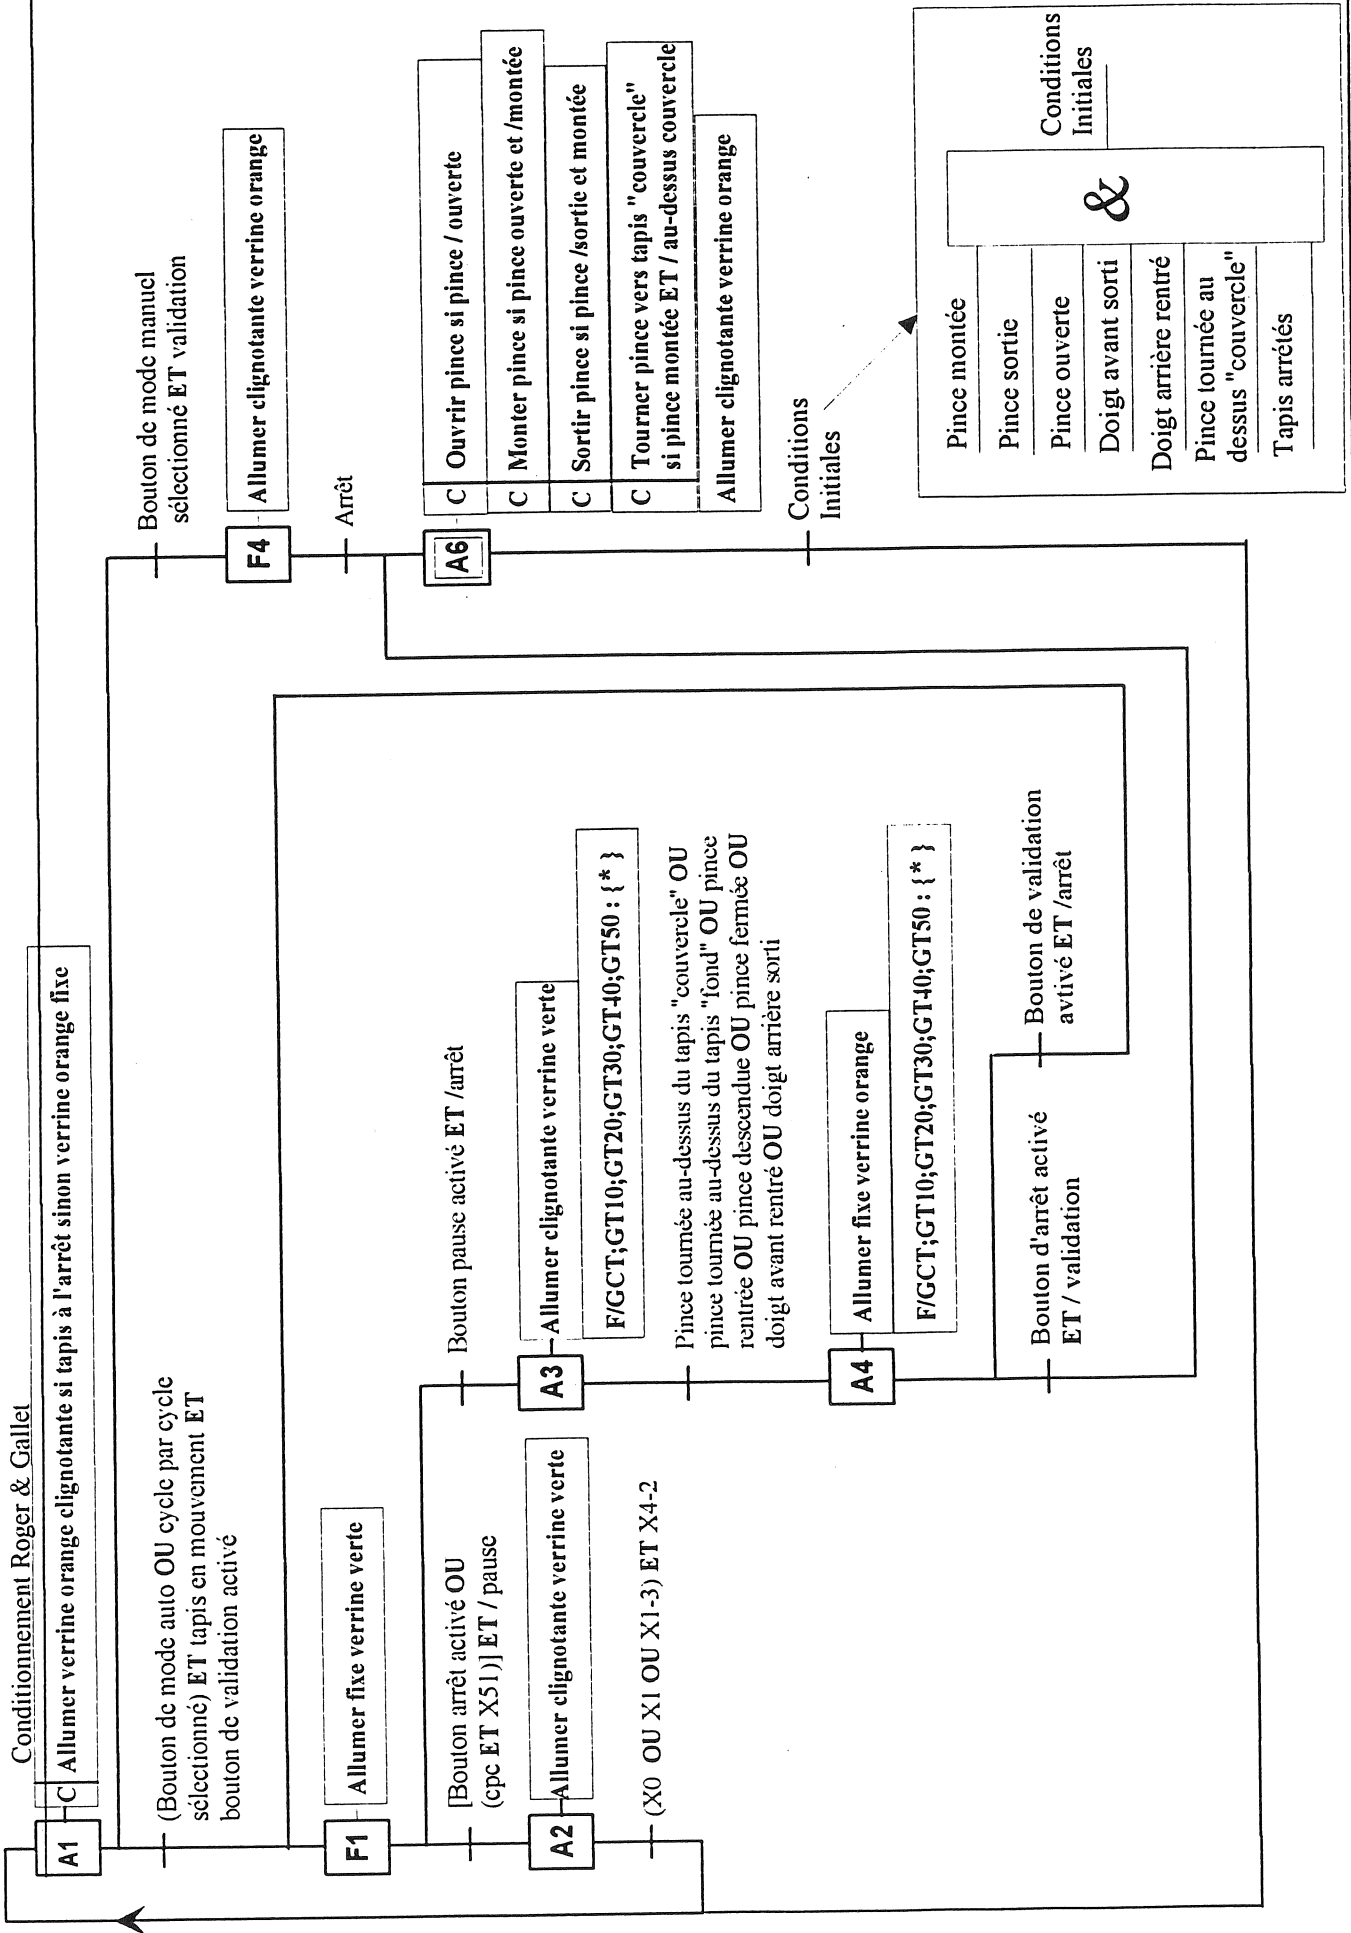 Conditionnement Roger & Gallet
A1
C Allumer verrine orange clignotante si tapis à l'arrêt sinon verrine orange fixe
(Bouton de mode auto OU cycle par cycle
sélectionné) ET tapis en mouvement ET
bouton de validation activé
Bouton de mode manuel
sélectionné ET validation
F1
Allumer fixe verrine verte
F4
Allumer clignotante verrine orange
Arrêt
[Bouton arrêt activé OU
(cpc ET X51)] ET / pause
Bouton pause activé ET /arrêt
A2
Allumer clignotante verrine verte
A3
Allumer clignotante verrine verte
F/GCT;GT10;GT20;GT30;GT40;GT50 : {* }
A6
C Ouvrir pince si pince / ouverte
C Monter pince si pince ouverte et /montée
C Sortir pince si pince /sortie et montée
C Tourner pince vers tapis "couvercle"
si pince montée ET / au-dessus couvercle
Allumer clignotante verrine orange
(X0 OU X1 OU X1-3) ET X4-2
Pince tournée au-dessus du tapis "couvercle" OU
pince tournée au-dessus du tapis "fond" OU pince
rentrée OU pince descendue OU pince fermée OU
doigt avant rentré OU doigt arrière sorti
A4
Allumer fixe verrine orange
F/GCT;GT10;GT20;GT30;GT40;GT50 : {* }
Conditions
Initiales
Bouton d'arrêt activé
ET / validation
Bouton de validation
avtivé ET /arrêt
Pince montée
Pince sortie
Pince ouverte
Doigt avant sorti
Doigt arrière rentré
Pince tournée au
dessus "couvercle"
Tapis arrétés
&
Conditions
Initiales